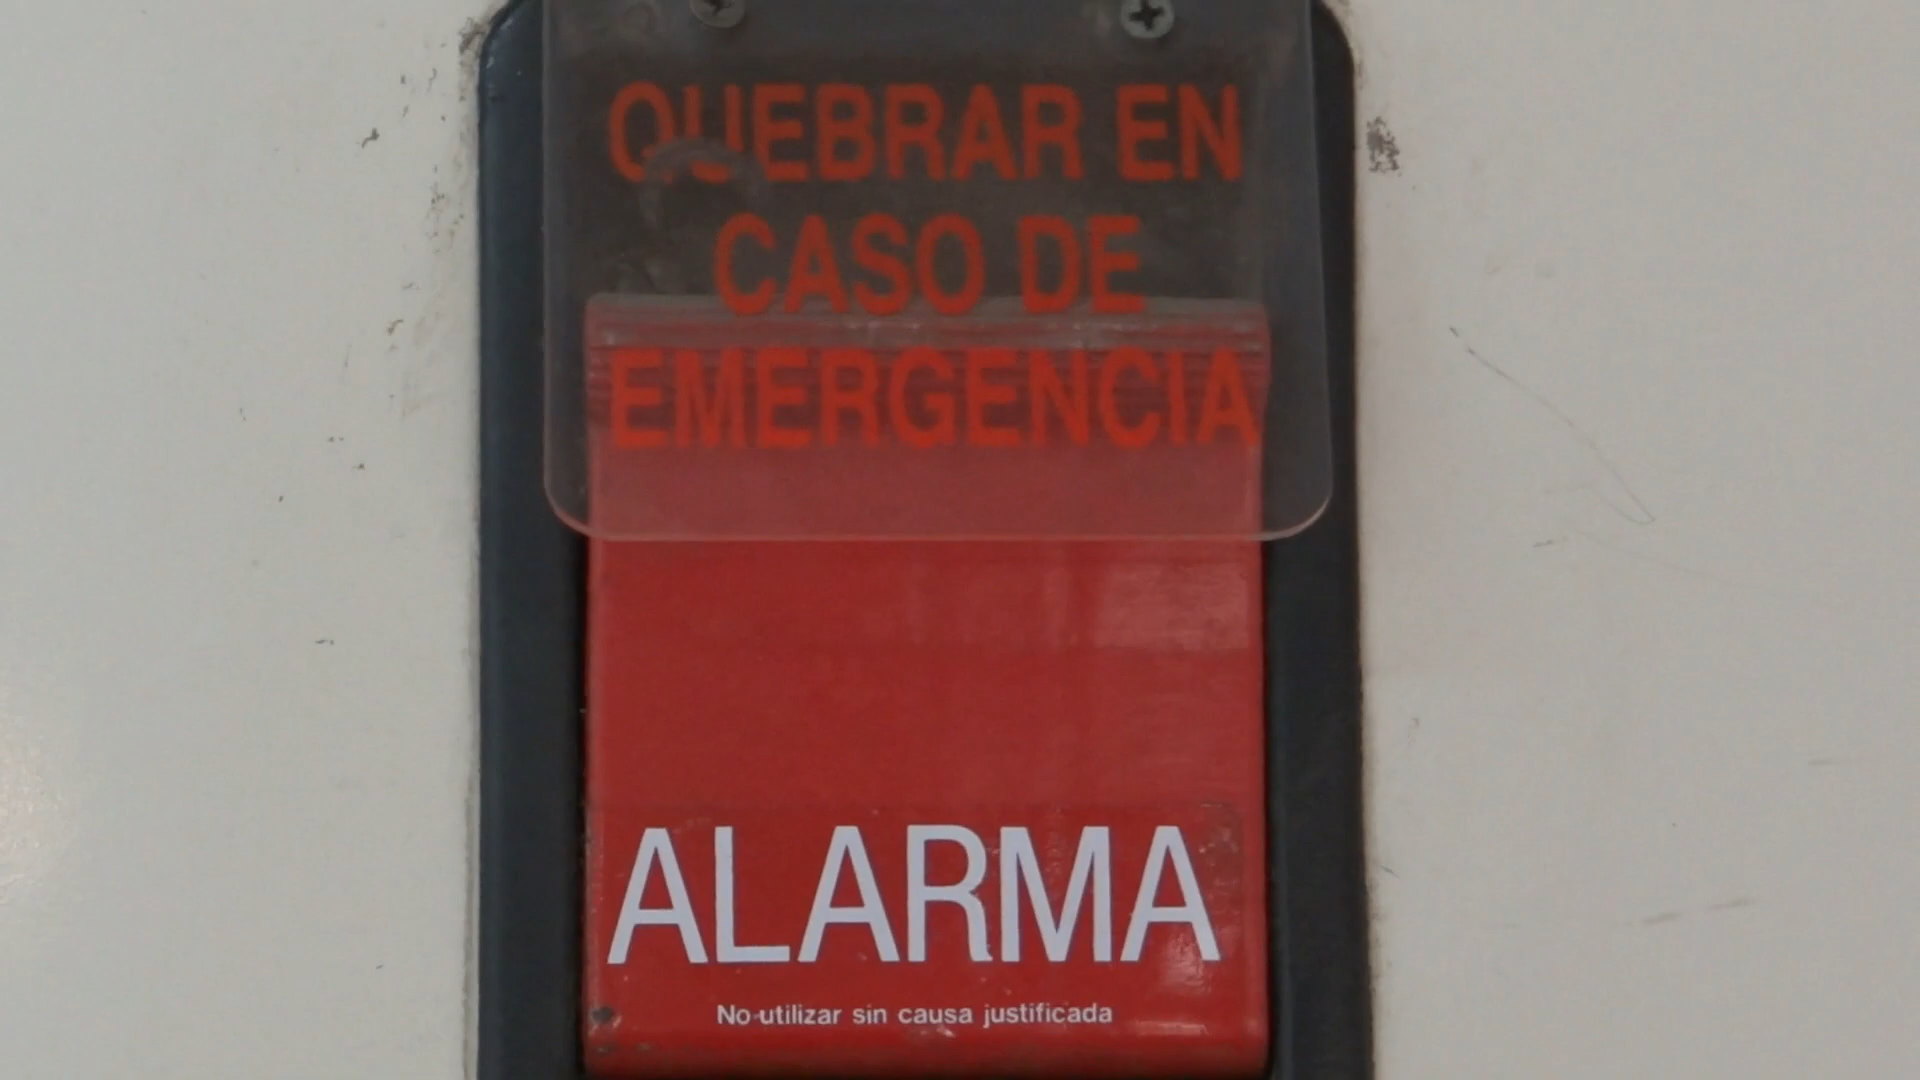 QUEBRAR EN
CASO DE
EMERGENCIA
ALARMA
No utilizar sin causa justificada